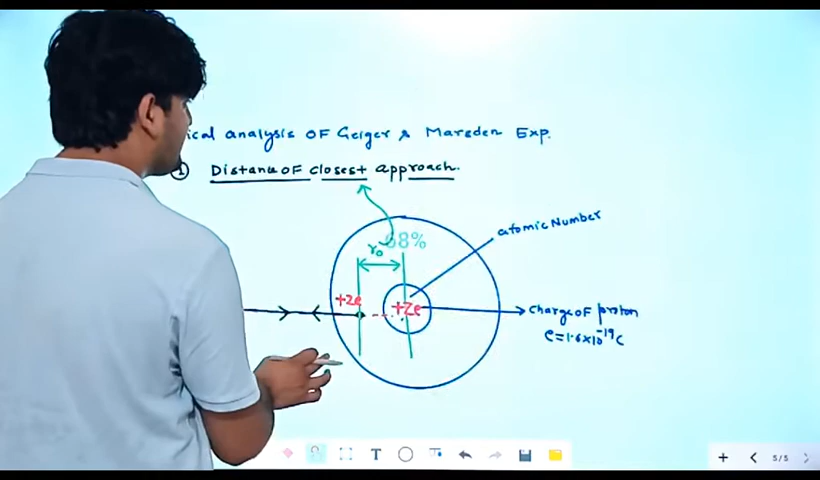 ical analysis of Geiger & Marsden Exp.
① Distance of closest approach.
atomic Number
68%
r₀
+2e
+Ze
Charge of proton
e=1.6×10⁻¹⁹C
T
+ < 5/5 >